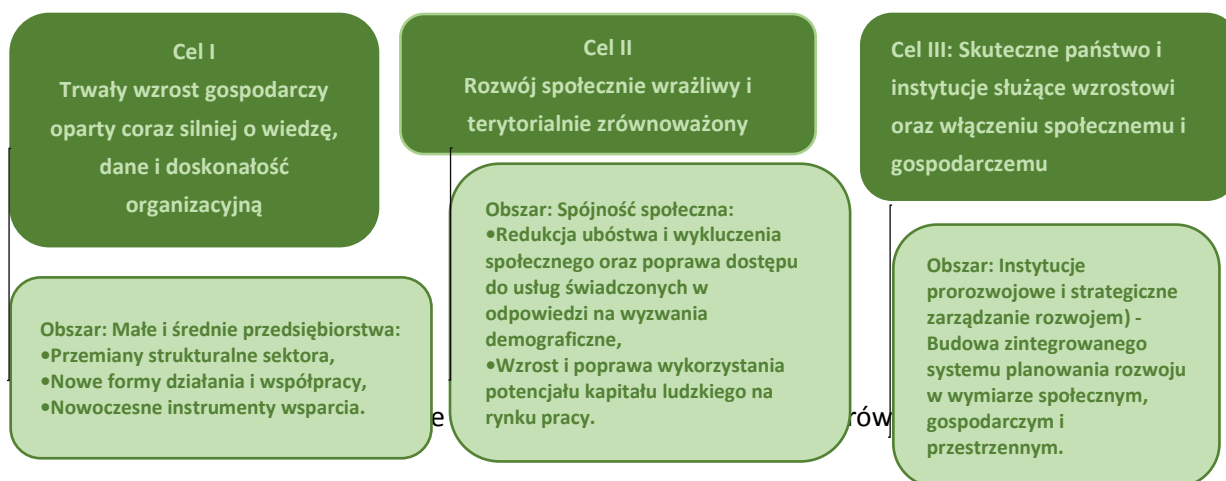 Cel I
Trwały wzrost gospodarczy
oparty coraz silniej o wiedzę,
dane i doskonałość
organizacyjną
Obszar: Małe i średnie przedsiębiorstwa:
•Przemiany strukturalne sektora,
•Nowe formy działania i współpracy,
•Nowoczesne instrumenty wsparcia.
Cel II
Rozwój społecznie wrażliwy i
terytorialnie zrównoważony
Obszar: Spójność społeczna:
•Redukcja ubóstwa i wykluczenia
społecznego oraz poprawa dostępu
do usług świadczonych w
odpowiedzi na wyzwania
demograficzne,
•Wzrost i poprawa wykorzystania
potencjału kapitału ludzkiego na
rynku pracy.
Cel III: Skuteczne państwo i
instytucje służące wzrostowi
oraz włączeniu społecznemu i
gospodarczemu
Obszar: Instytucje
prorozwojowe i strategiczne
zarządzanie rozwojem) -
Budowa zintegrowanego
systemu planowania rozwoju
w wymiarze społecznym,
gospodarczym i
przestrzennym.